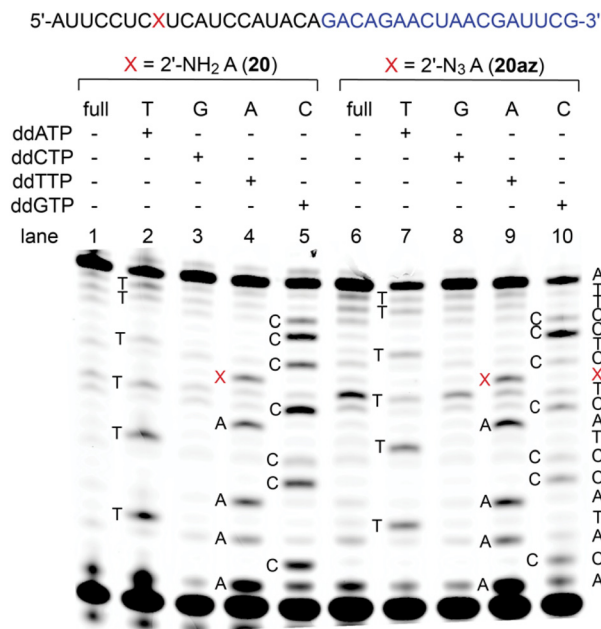 5'-AUUCCUCXUCAUCCAUACAGACAGAACUAACGAUUCG-3'
X = 2'-NH₂ A (20)
X = 2'-N₃ A (20az)
full T G A C full T G A C
ddATP - + - - - - + - - -
ddCTP - - + - - - - + - -
ddTTP - - - + - - - - + -
ddGTP - - - - + - - - - +
lane 1 2 3 4 5 6 7 8 9 10
T
T
T
T
T
T
X
A
A
A
A
C
C
C
C
C
C
C
T
T
T
T
T
T
X
A
A
A
A
C
C
C
C
C
C
C
A
T
T
C
C
T
C
X
T
C
A
T
C
C
A
T
A
C
A